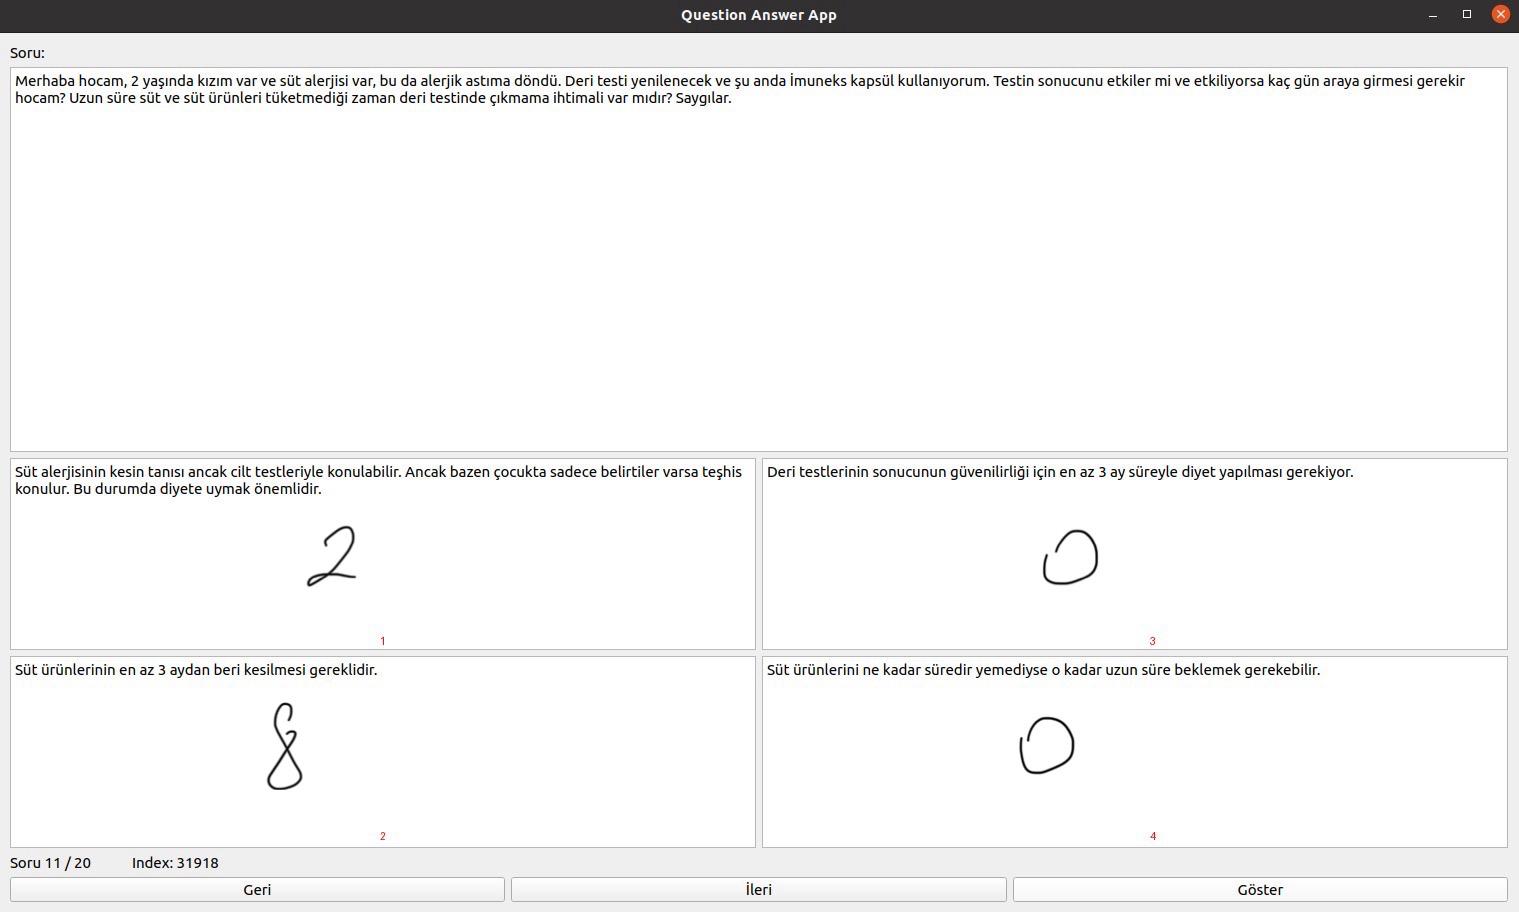 Question Answer App
Soru:
Merhaba hocam, 2 yaşında kızım var ve süt alerjisi var, bu da alerjik astıma döndü. Deri testi yenilenecek ve şu anda İmuneks kapsül kullanıyorum. Testin sonucunu etkiler mi ve etkiliyorsa kaç gün araya girmesi gerekir
hocam? Uzun süre süt ve süt ürünleri tüketmediği zaman deri testinde çıkmama ihtimali var mıdır? Saygılar.
Süt alerjisinin kesin tanısı ancak cilt testleriyle konulabilir. Ancak bazen çocukta sadece belirtiler varsa teşhis
konulur. Bu durumda diyete uymak önemlidir.
2
1
Deri testlerinin sonucunun güvenilirliği için en az 3 ay süreyle diyet yapılması gerekiyor.
0
3
Süt ürünlerinin en az 3 aydan beri kesilmesi gereklidir.
8
2
Süt ürünlerini ne kadar süredir yemediyse o kadar uzun süre beklemek gerekebilir.
0
4
Soru 11 / 20 Index: 31918
Geri İleri Göster